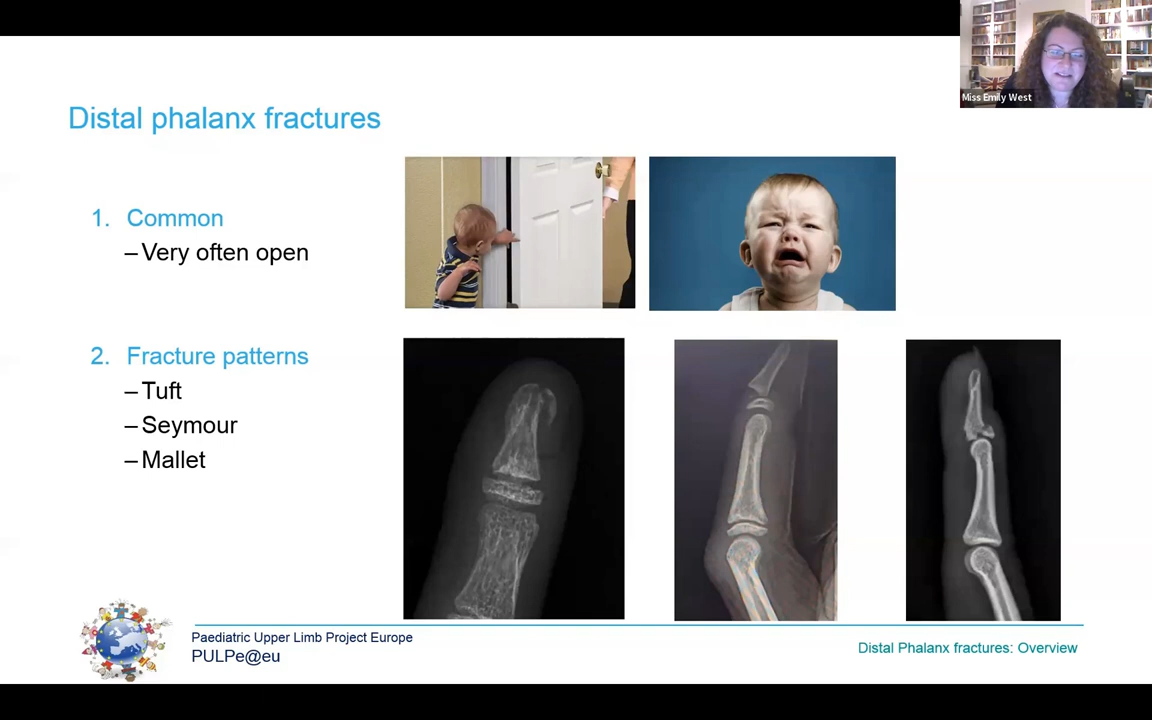 Miss Emily West
Distal phalanx fractures
1. Common
–Very often open
2. Fracture patterns
–Tuft
–Seymour
–Mallet
Paediatric Upper Limb Project Europe
PULPe@eu
Distal Phalanx fractures: Overview